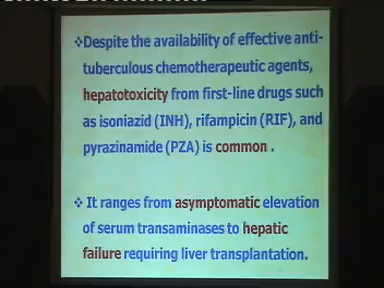 ❖Despite the availability of effective anti-
tuberculous chemotherapeutic agents,
hepatotoxicity from first-line drugs such
as isoniazid (INH), rifampicin (RIF), and
pyrazinamide (PZA) is common .
❖ It ranges from asymptomatic elevation
of serum transaminases to hepatic
failure requiring liver transplantation.